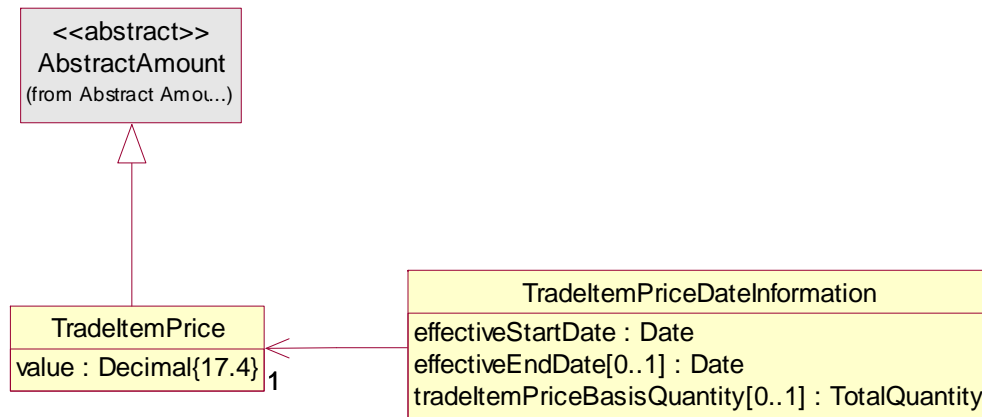 <<abstract>>
AbstractAmount
(from Abstract Amou...)
TradeItemPrice
value : Decimal{17.4}
1
TradeItemPriceDateInformation
effectiveStartDate : Date
effectiveEndDate[0..1] : Date
tradeItemPriceBasisQuantity[0..1] : TotalQuantity